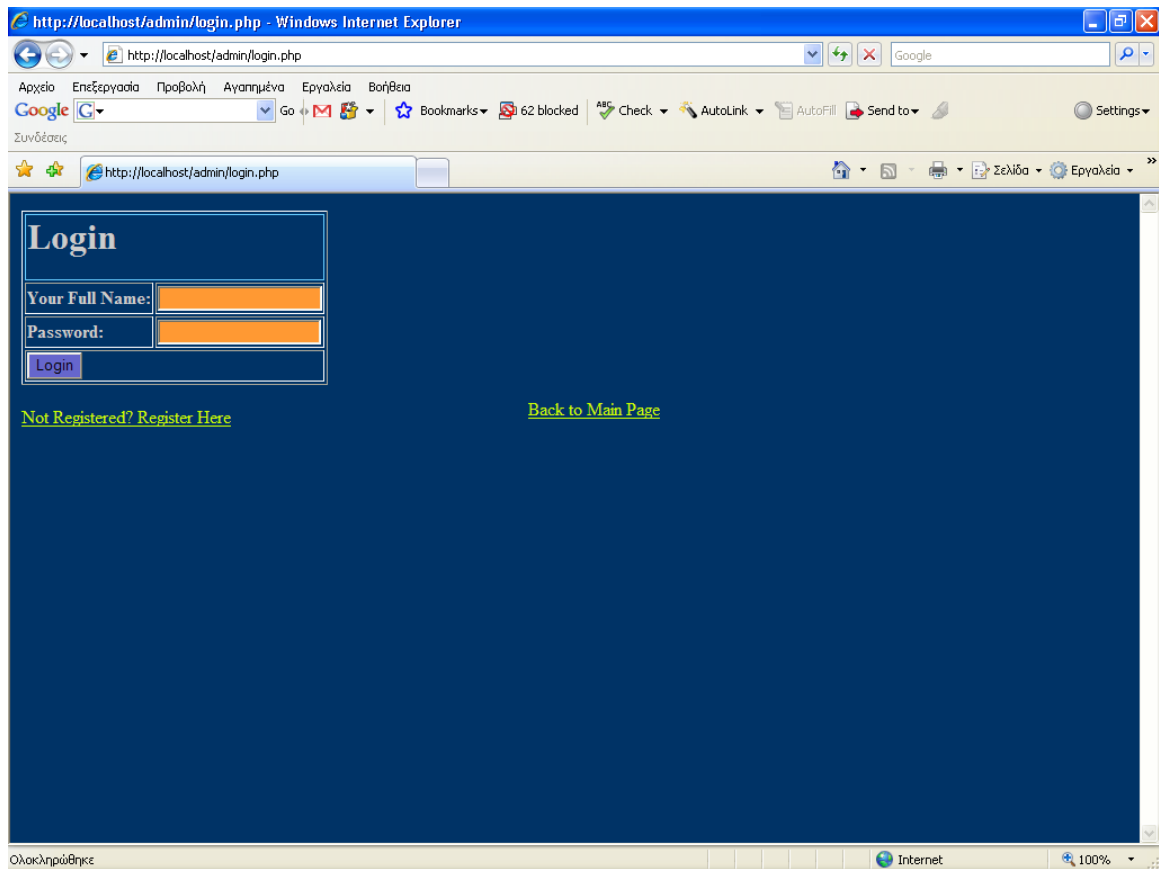 http://localhost/admin/login.php - Windows Internet Explorer
http://localhost/admin/login.php
Google
Αρχείο Επεξεργασία Προβολή Αγαπημένα Εργαλεία Βοήθεια
Google G Go Bookmarks 62 blocked ABC Check AutoLink AutoFill Send to Settings
Συνδέσεις
http://localhost/admin/login.php
Σελίδα Εργαλεία »
Login
Your Full Name:
Password:
Login
Not Registered? Register Here
Back to Main Page
Ολοκληρώθηκε
Internet
100%